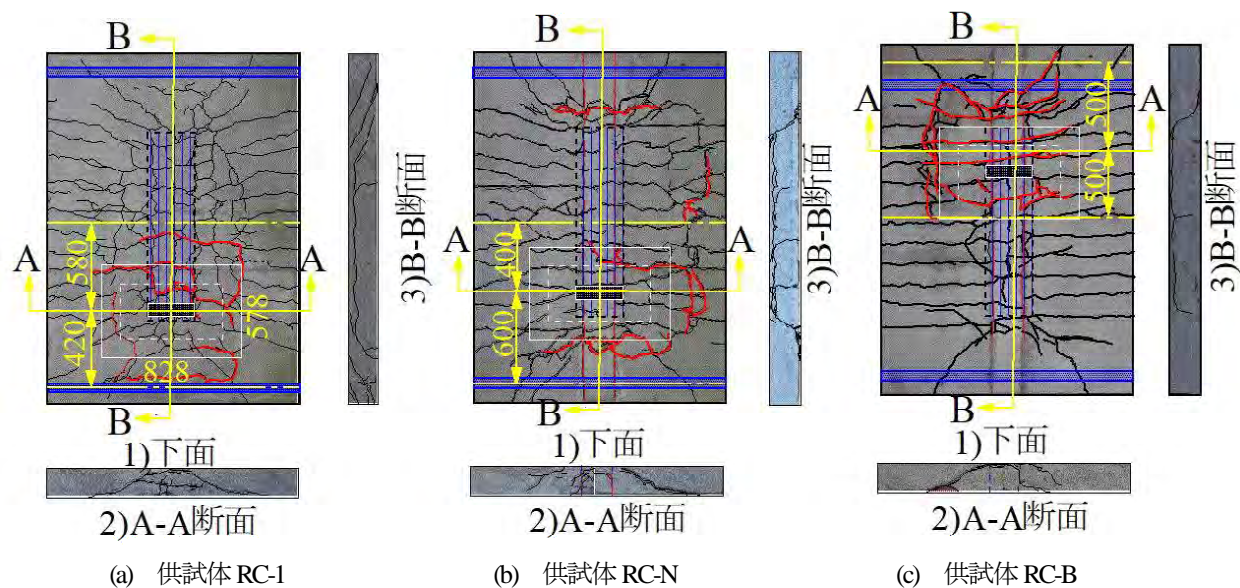 B
A
A
580
420
578
828
B
3)B-B断面
1)下面
2)A-A断面
(a) 供試体 RC-1
B
A
A
400
600
B
3)B-B断面
1)下面
2)A-A断面
(b) 供試体 RC-N
B
A
A
500
500
B
3)B-B断面
1)下面
2)A-A断面
(c) 供試体 RC-B